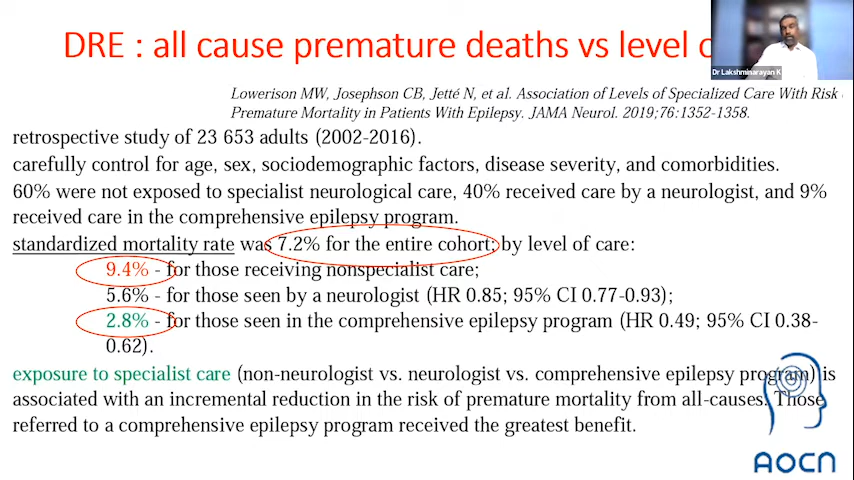 DRE : all cause premature deaths vs level
Dr Lakshminarayan K
Lowerison MW, Josephson CB, Jetté N, et al. Association of Levels of Specialized Care With Risk
Premature Mortality in Patients With Epilepsy. JAMA Neurol. 2019;76:1352-1358.
retrospective study of 23 653 adults (2002-2016).
carefully control for age, sex, sociodemographic factors, disease severity, and comorbidities.
60% were not exposed to specialist neurological care, 40% received care by a neurologist, and 9%
received care in the comprehensive epilepsy program.
standardized mortality rate was 7.2% for the entire cohort; by level of care:
9.4% - for those receiving nonspecialist care;
5.6% - for those seen by a neurologist (HR 0.85; 95% CI 0.77-0.93);
2.8% - for those seen in the comprehensive epilepsy program (HR 0.49; 95% CI 0.38-
0.62).
exposure to specialist care (non-neurologist vs. neurologist vs. comprehensive epilepsy program) is
associated with an incremental reduction in the risk of premature mortality from all-causes. Those
referred to a comprehensive epilepsy program received the greatest benefit.
AOCN